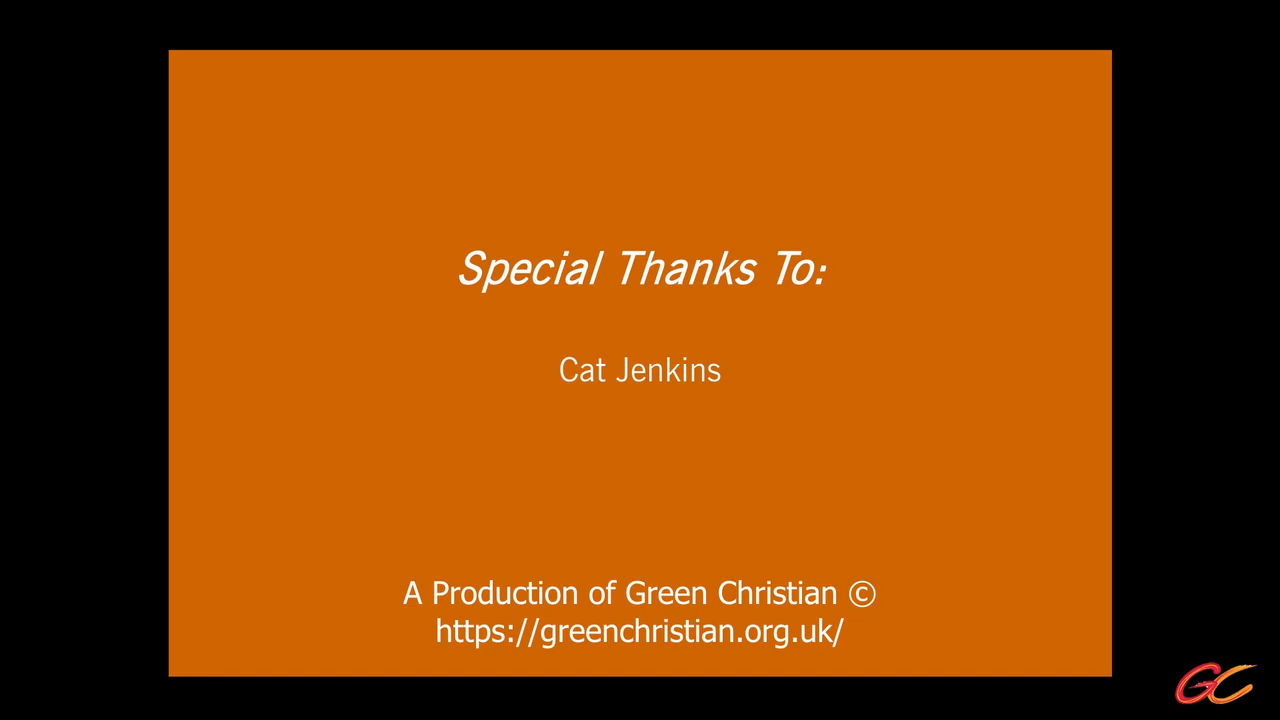 Special Thanks To:
Cat Jenkins
A Production of Green Christian ©
https://greenchristian.org.uk/
GC